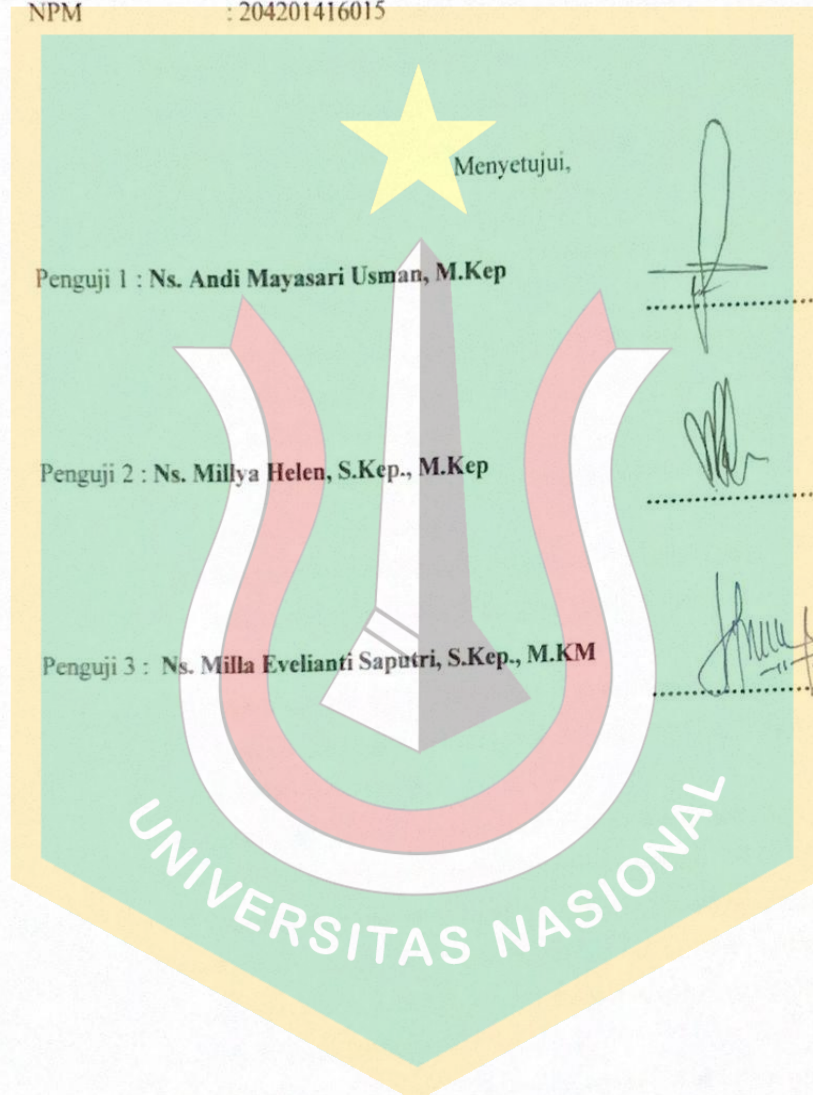 NPM : 204201416015
Menyetujui,
Penguji 1 : Ns. Andi Mayasari Usman, M.Kep
Penguji 2 : Ns. Millya Helen, S.Kep., M.Kep
Penguji 3 : Ns. Milla Evelianti Saputri, S.Kep., M.KM
UNIVERSITAS NASIONAL